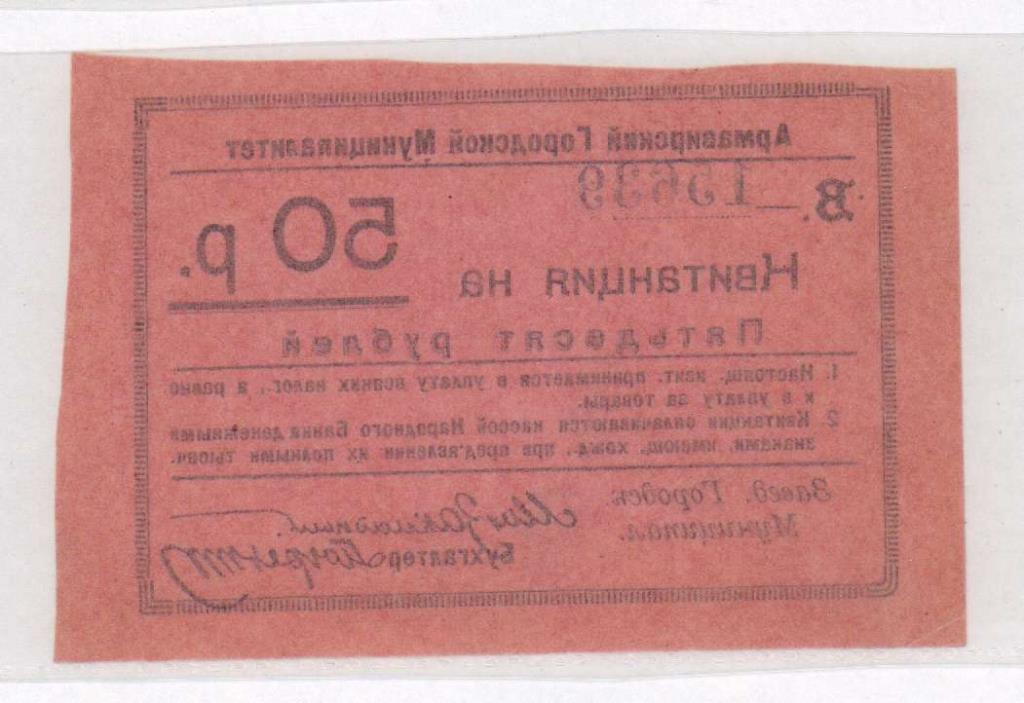 Армавирский Городской Муниципалитет
В. 15639
50 р.
Квитанция на
Пятьдесят рублей
1. Настоящ. квит. принимается в уплату всяких налог., а равно
и в уплату за товары.
2 Квитанции оплачиваются кассой Народного Банка денежными
знаками, имеющ. хожд., при пред'явлении их полными тысяч.
Завед. Городск.
Муниципал.
Бухгалтер